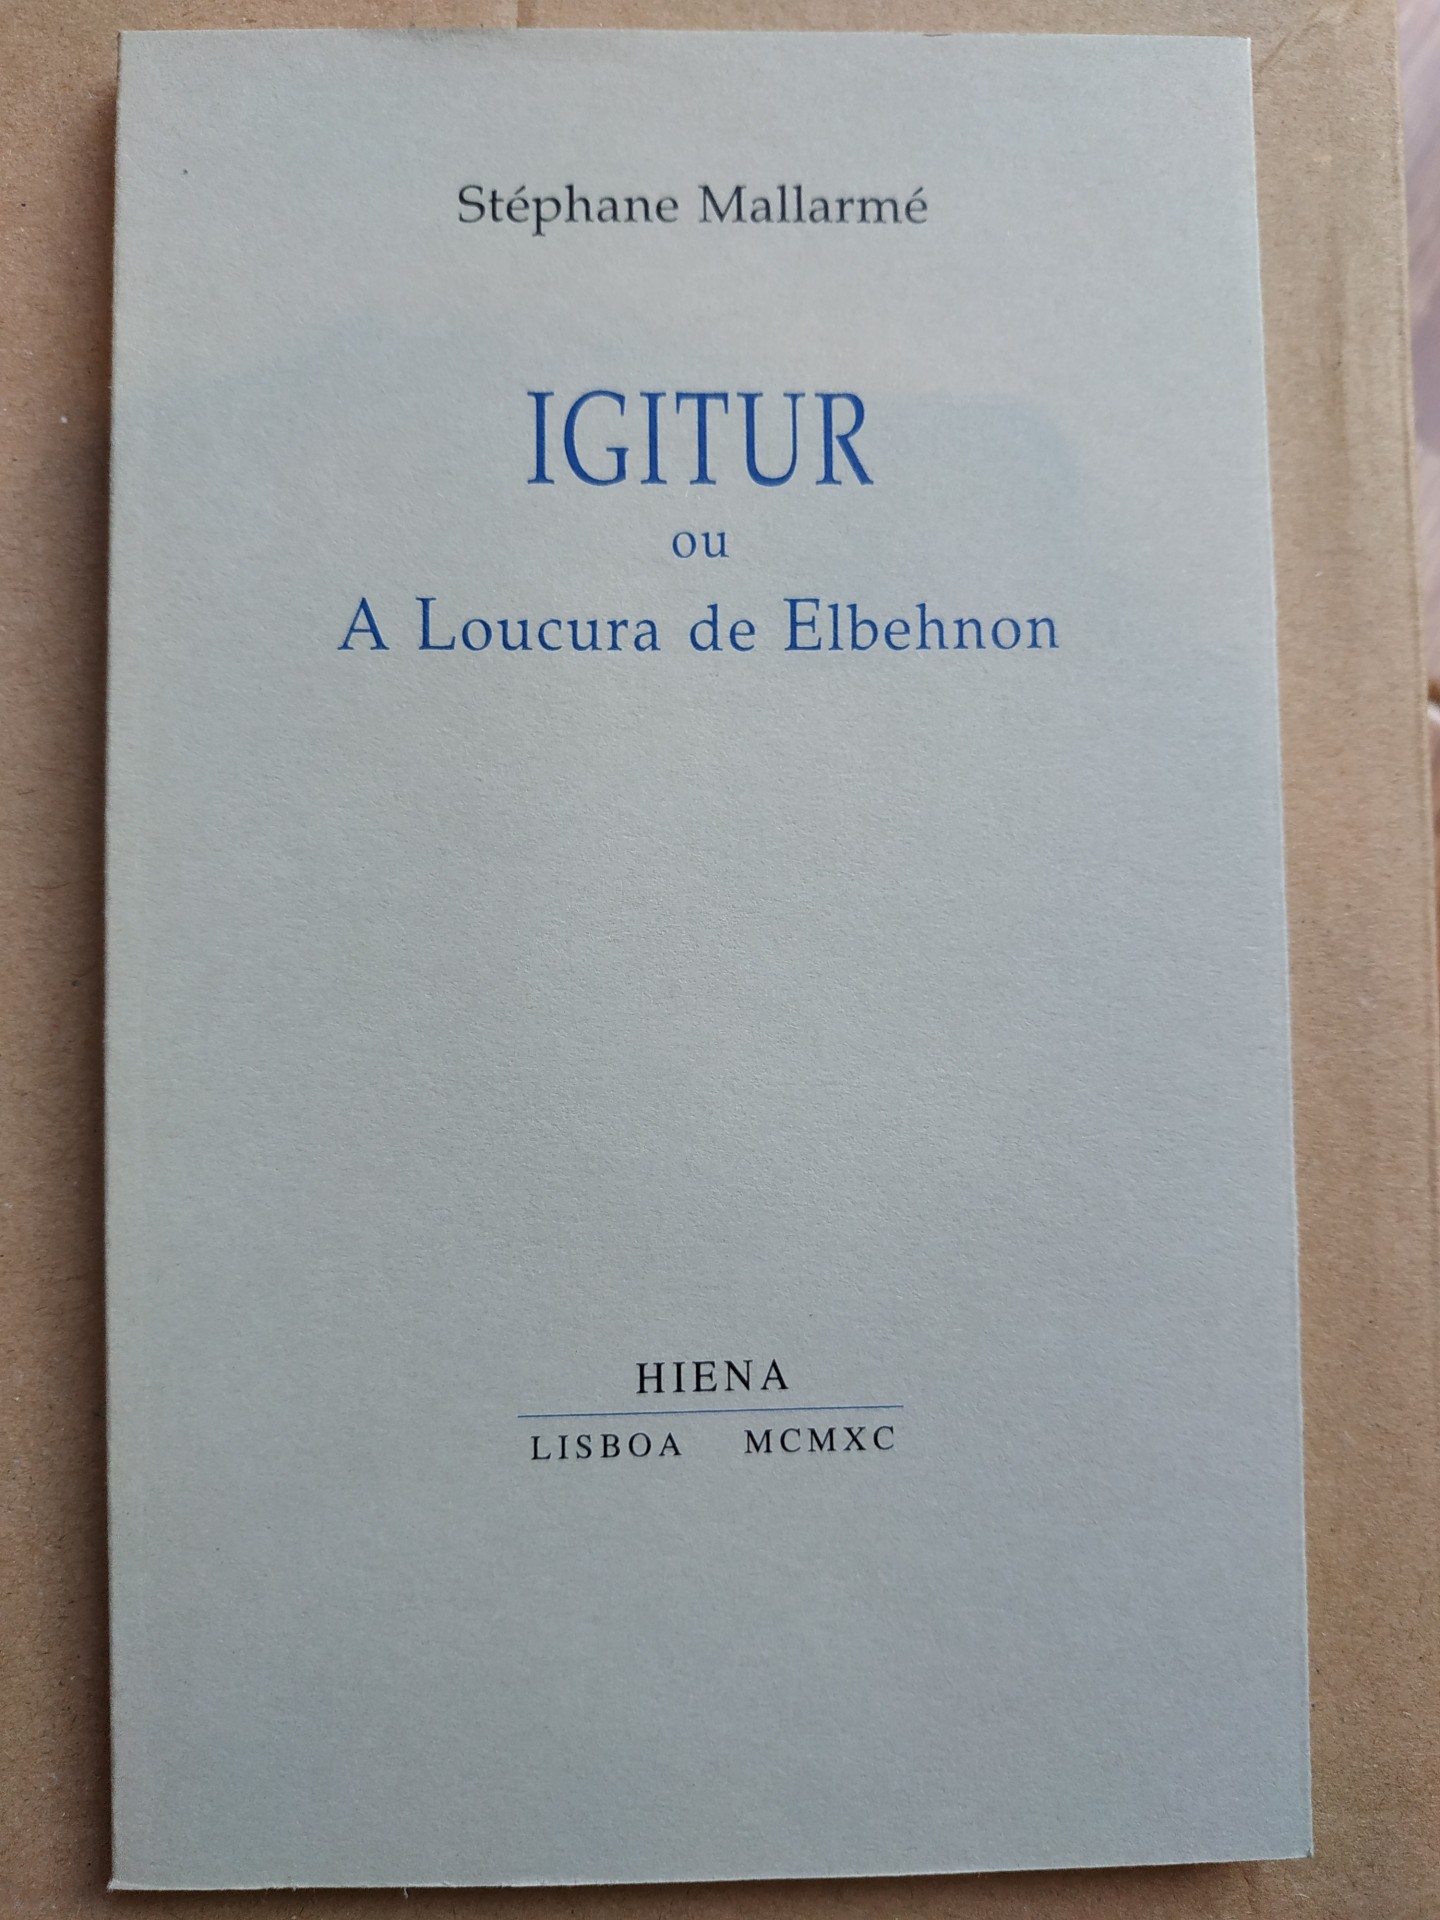 Stéphane Mallarmé
IGITUR
ou
A Loucura de Elbehnon
HIENA
LISBOA MCMXC